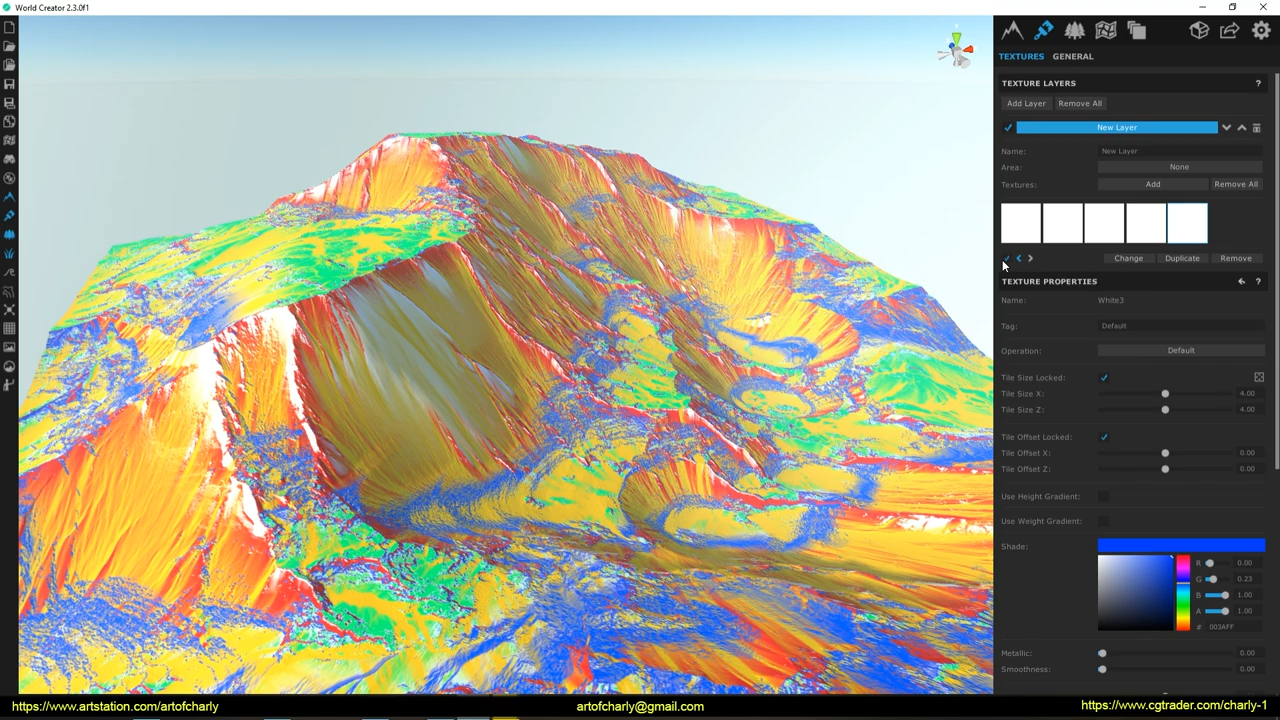 World Creator 2.3.0f1
TEXTURES GENERAL
TEXTURE LAYERS ?
Add Layer Remove All
New Layer
Name: New Layer
Area: None
Textures: Add Remove All
Change Duplicate Remove
TEXTURE PROPERTIES ?
Name: White3
Tag: Default
Operation: Default
Tile Size Locked:
Tile Size X: 4.00
Tile Size Z: 4.00
Tile Offset Locked:
Tile Offset X: 0.00
Tile Offset Z: 0.00
Use Height Gradient:
Use Weight Gradient:
Shade:
R 0.00
G 0.23
B 1.00
A 1.00
# 003AFF
Metallic: 0.00
Smoothness: 0.00
https://www.artstation.com/artofcharly artofcharly@gmail.com https://www.cgtrader.com/charly-1